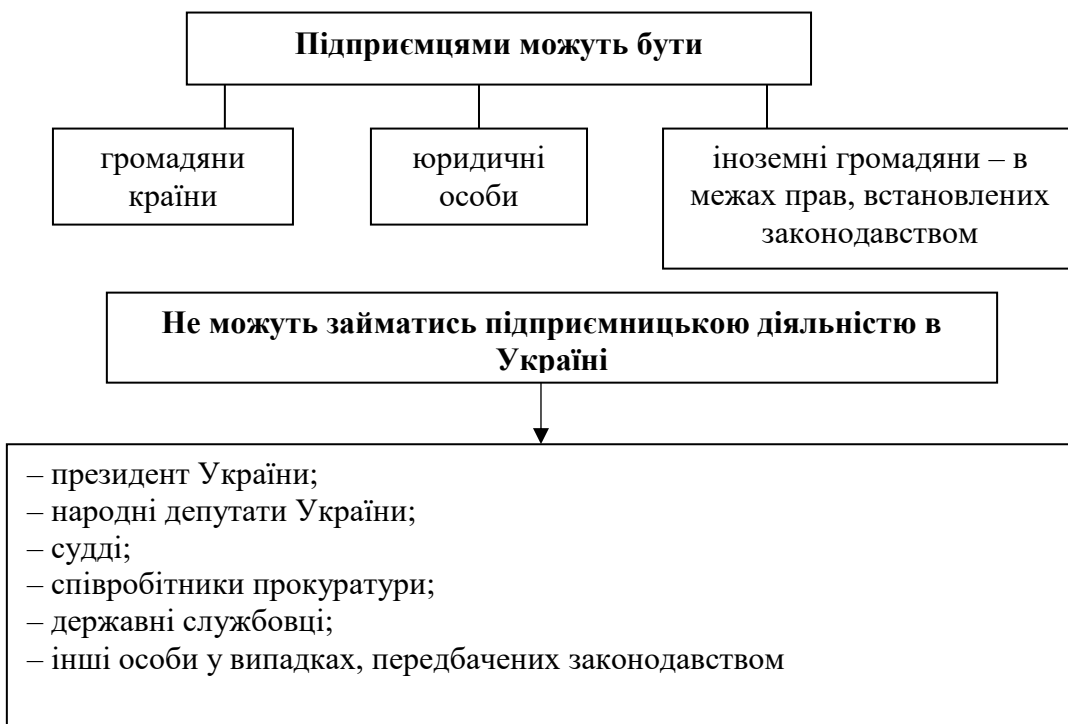 Підприємцями можуть бути
громадяни
країни
юридичні
особи
іноземні громадяни – в
межах прав, встановлених
законодавством
Не можуть займатись підприємницькою діяльністю в
Україні
– президент України;
– народні депутати України;
– судді;
– співробітники прокуратури;
– державні службовці;
– інші особи у випадках, передбачених законодавством